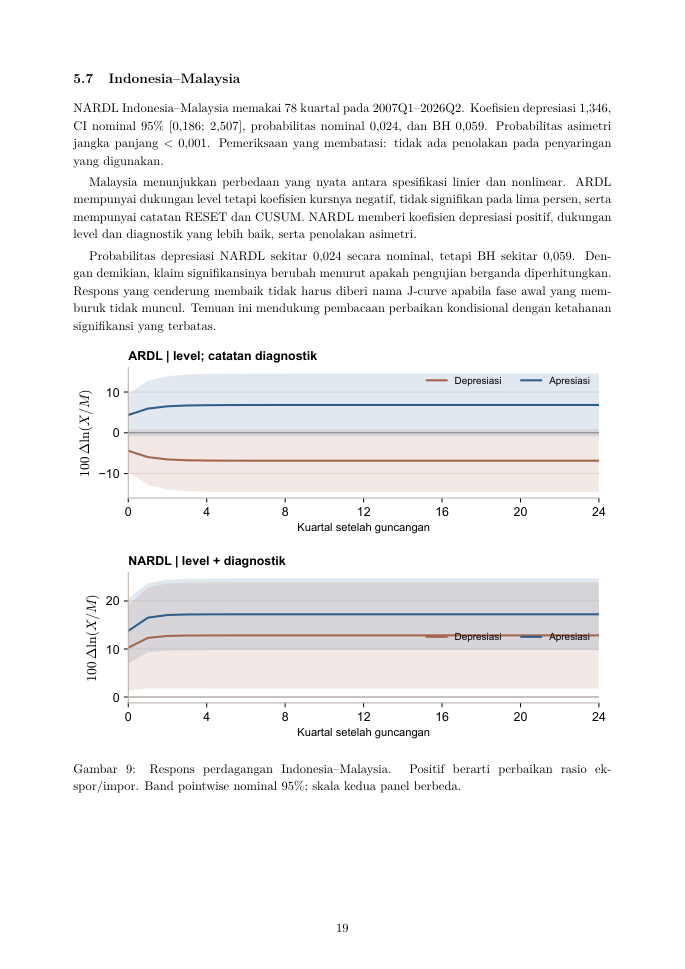 5.7 Indonesia–Malaysia
NARDL Indonesia–Malaysia memakai 78 kuartal pada 2007Q1–2026Q2. Koefisien depresiasi 1,346,
CI nominal 95% [0,186; 2,507], probabilitas nominal 0,024, dan BH 0,059. Probabilitas asimetri
jangka panjang < 0,001. Pemeriksaan yang membatasi: tidak ada penolakan pada penyaringan
yang digunakan.
Malaysia menunjukkan perbedaan yang nyata antara spesifikasi linier dan nonlinear. ARDL
mempunyai dukungan level tetapi koefisien kursnya negatif, tidak signifikan pada lima persen, serta
mempunyai catatan RESET dan CUSUM. NARDL memberi koefisien depresiasi positif, dukungan
level dan diagnostik yang lebih baik, serta penolakan asimetri.
Probabilitas depresiasi NARDL sekitar 0,024 secara nominal, tetapi BH sekitar 0,059. Den-
gan demikian, klaim signifikansinya berubah menurut apakah pengujian berganda diperhitungkan.
Respons yang cenderung membaik tidak harus diberi nama J-curve apabila fase awal yang mem-
buruk tidak muncul. Temuan ini mendukung pembacaan perbaikan kondisional dengan ketahanan
signifikansi yang terbatas.
ARDL | level; catatan diagnostik
Depresiasi Apresiasi
100 Δ ln(X/M)
10
0
−10
0 4 8 12 16 20 24
Kuartal setelah guncangan
NARDL | level + diagnostik
100 Δ ln(X/M)
20
Depresiasi Apresiasi
10
0
0 4 8 12 16 20 24
Kuartal setelah guncangan
Gambar 9: Respons perdagangan Indonesia–Malaysia. Positif berarti perbaikan rasio ek-
spor/impor. Band pointwise nominal 95%; skala kedua panel berbeda.
19